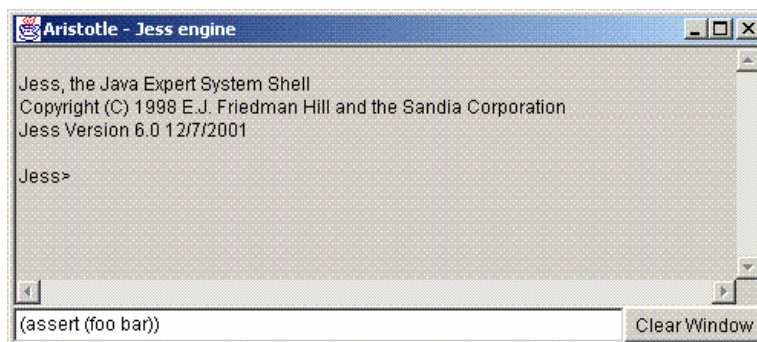 Aristotle - Jess engine
Jess, the Java Expert System Shell
Copyright (C) 1998 E.J. Friedman Hill and the Sandia Corporation
Jess Version 6.0 12/7/2001
Jess>
(assert (foo bar))
Clear Window